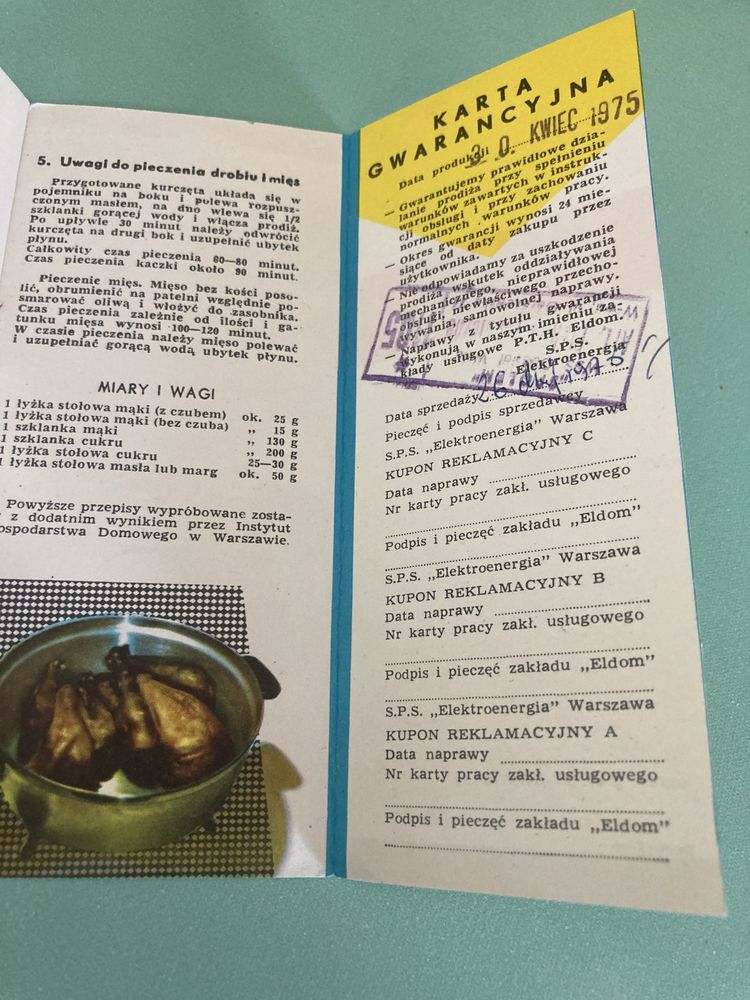 5. Uwagi do pieczenia drobiu i mięs
Przygotowane kurczęta układa się w
pojemniku na boku i polewa rozpusz-
czonym masłem, na dno wlewa się 1/2
szklanki gorącej wody i włącza prodiż.
Po upływie 30 minut należy odwrócić
kurczęta na drugi bok i uzupełnić ubytek
płynu.
Całkowity czas pieczenia 60—80 minut.
Czas pieczenia kaczki około 90 minut.
Pieczenie mięs. Mięso bez kości poso-
lić, obrumienić na patelni względnie po-
smarować oliwą i włożyć do zasobnika.
Czas pieczenia zależnie od ilości i ga-
tunku mięsa wynosi 100—120 minut.
W czasie pieczenia należy mięso polewać
i uzupełniać gorącą wodą ubytek płynu.
MIARY I WAGI
1 łyżka stołowa mąki (z czubem) ok. 25 g
1 łyżka stołowa mąki (bez czuba) „ 15 g
1 szklanka mąki „ 130 g
1 szklanka cukru „ 200 g
1 łyżka stołowa cukru 25—30 g
1 łyżka stołowa masła lub marg ok. 50 g
Powyższe przepisy wypróbowane zosta-
z dodatnim wynikiem przez Instytut
ospodarstwa Domowego w Warszawie.
KARTA
GWARANCYJNA
Data produkcji 30. KWIEC 1975
— Gwarantujemy prawidłowe dzia-
łanie prodiża przy spełnieniu
warunków zawartych w instruk-
cji obsługi i przy zachowaniu
normalnych warunków pracy.
— Okres gwarancji wynosi 24 mie-
siące od daty zakupu przez
użytkownika.
— Nie odpowiadamy za uszkodzenie
prodiża wskutek oddziaływania
mechanicznego, nieprawidłowej
obsługi, niewłaściwego przecho-
wywania i samowolnej naprawy.
— Naprawy z tytułu gwarancji
wykonują w naszym imieniu za-
kłady usługowe P.T.H. Eldom
S.P.S.
Elektroenergia
Data sprzedaży 26 1975
Pieczęć i podpis sprzedawcy
S.P.S. „Elektroenergia” Warszawa
KUPON REKLAMACYJNY C
Data naprawy
Nr karty pracy zakł. usługowego
Podpis i pieczęć zakładu „Eldom”
S.P.S. „Elektroenergia” Warszawa
KUPON REKLAMACYJNY B
Data naprawy
Nr karty pracy zakł. usługowego
Podpis i pieczęć zakładu „Eldom”
S.P.S. „Elektroenergia” Warszawa
KUPON REKLAMACYJNY A
Data naprawy
Nr karty pracy zakł. usługowego
Podpis i pieczęć zakładu „Eldom”